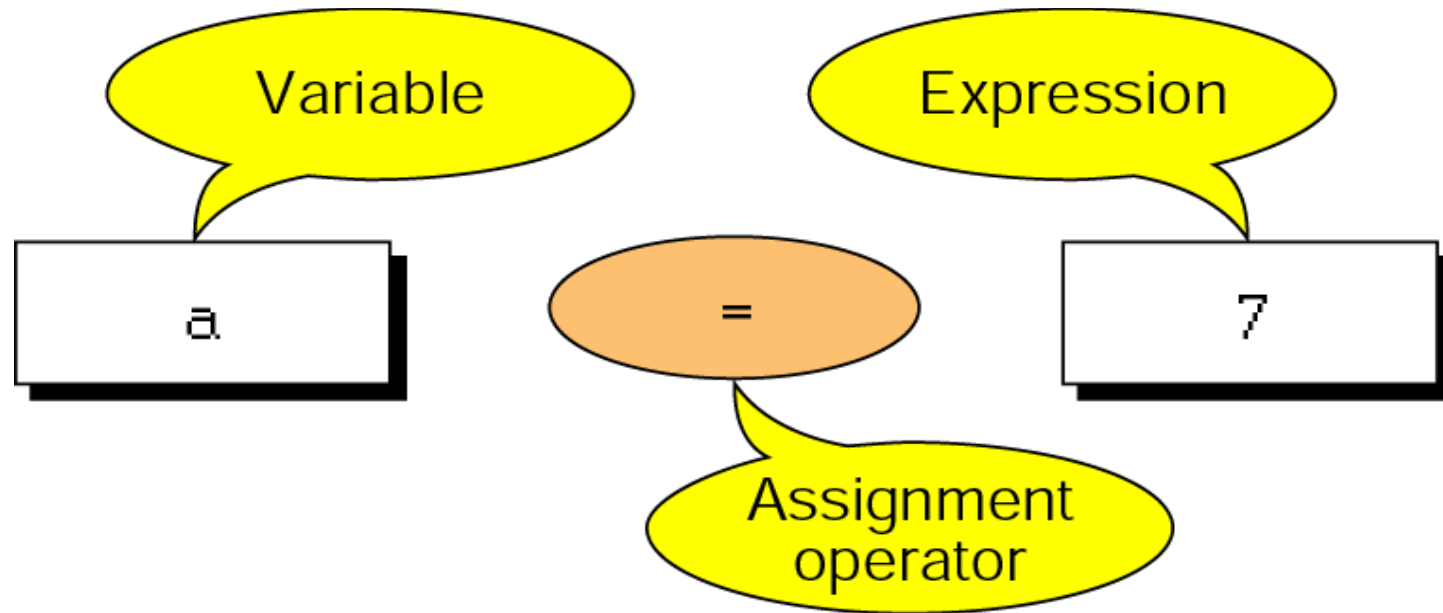 Variable
Expression
a = 7
Assignment
operator